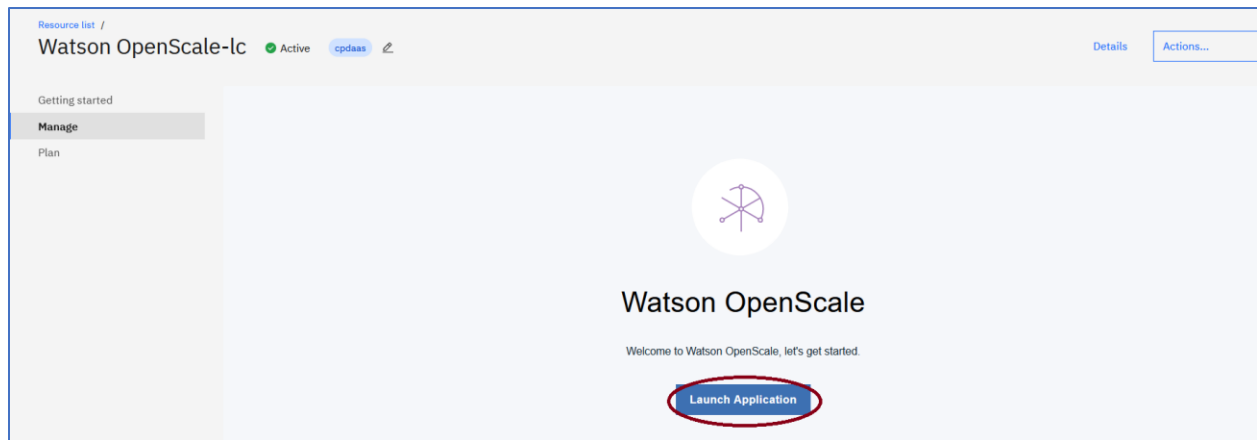 Resource list /
Watson OpenScale-lc Active cpdaas
Details Actions...
Getting started
Manage
Plan
Watson OpenScale
Welcome to Watson OpenScale, let's get started.
Launch Application